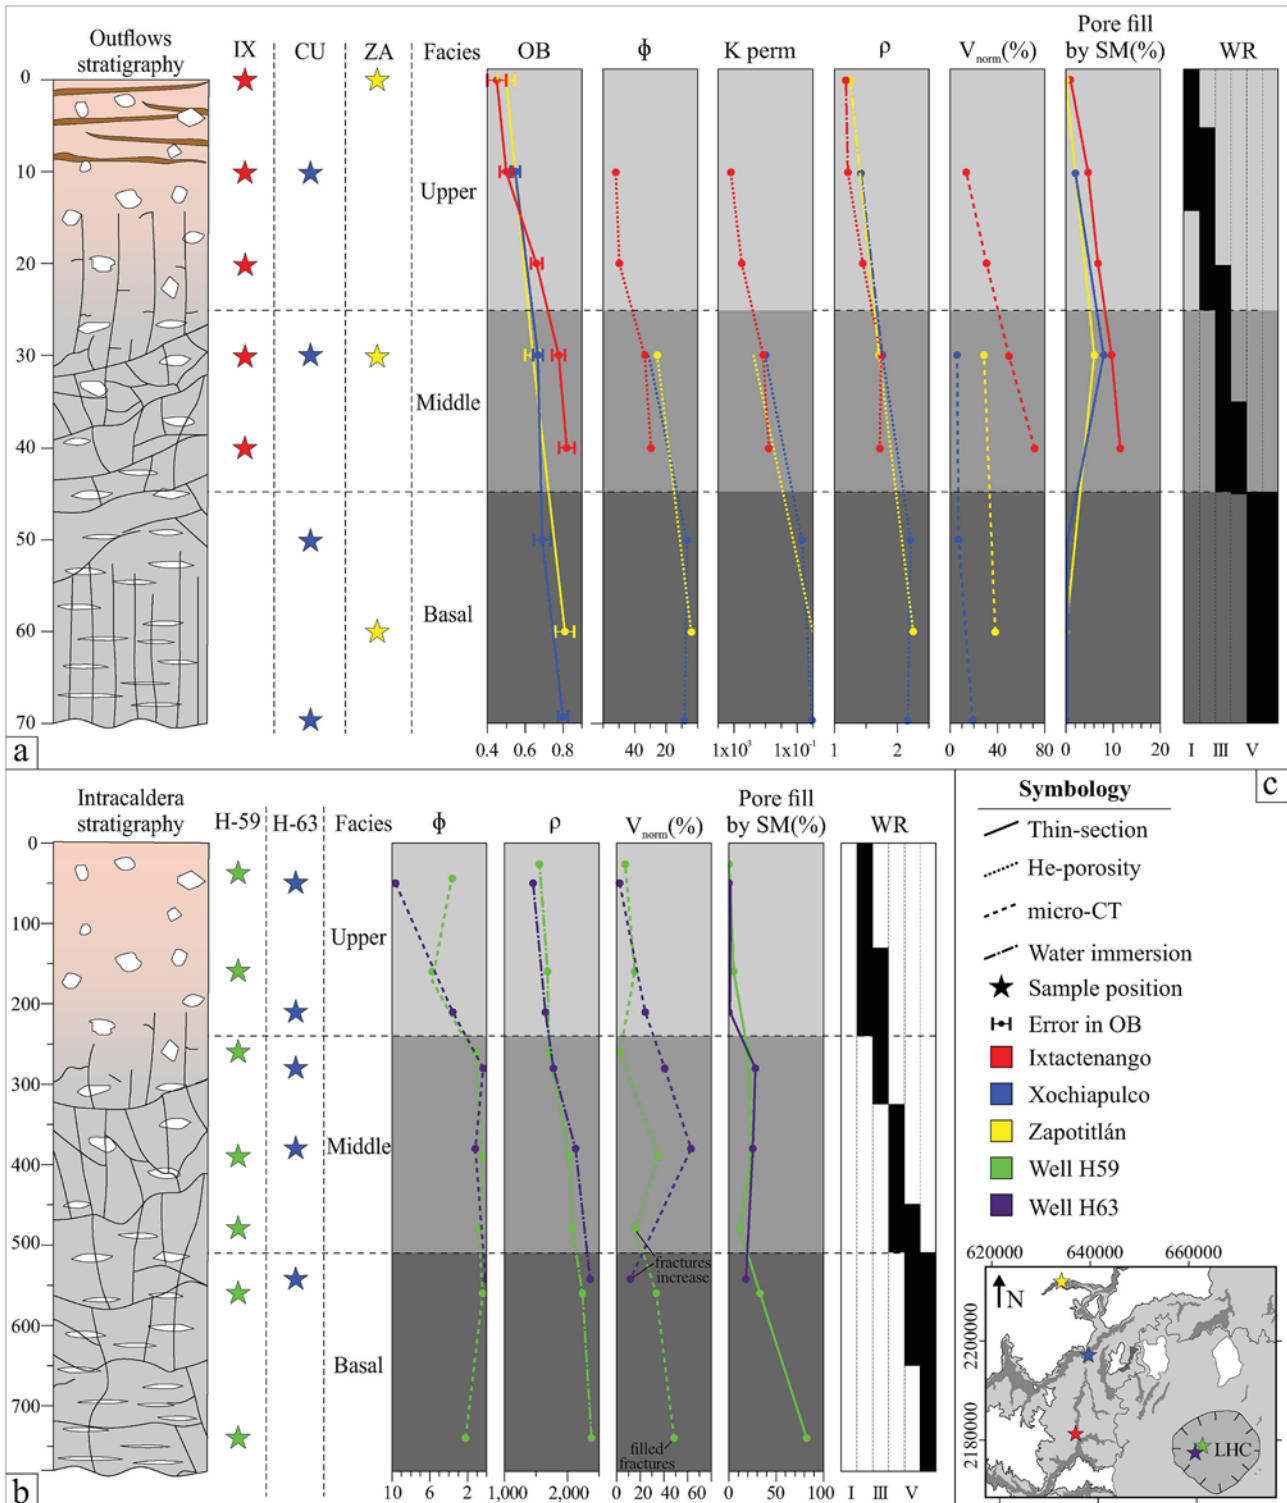 Outflows
stratigraphy
IX
CU
ZA
Facies
OB
ϕ
K perm
ρ
Vnorm(%)
Pore fill
by SM(%)
WR
0
10
20
30
40
50
60
70
Upper
Middle
Basal
0.4 0.6 0.8
40 0
1x10³ 1x10⁻¹
1 2
0 40 80
0 10 20
I III V
a
Intracaldera
stratigraphy
H-59
H-63
Facies
ϕ
ρ
Vnorm(%)
Pore fill
by SM(%)
WR
0
100
200
300
400
500
600
700
Upper
Middle
Basal
fractures
increase
filled
fractures
10 6 2
1,000 2,000
0 20 40 60
0 50 100
I III V
b
c
Symbology
Thin-section
He-porosity
micro-CT
Water immersion
Sample position
Error in OB
Ixtactenango
Xochiapulco
Zapotitlán
Well H59
Well H63
620000 640000 660000
2200000
2180000
N
LHC